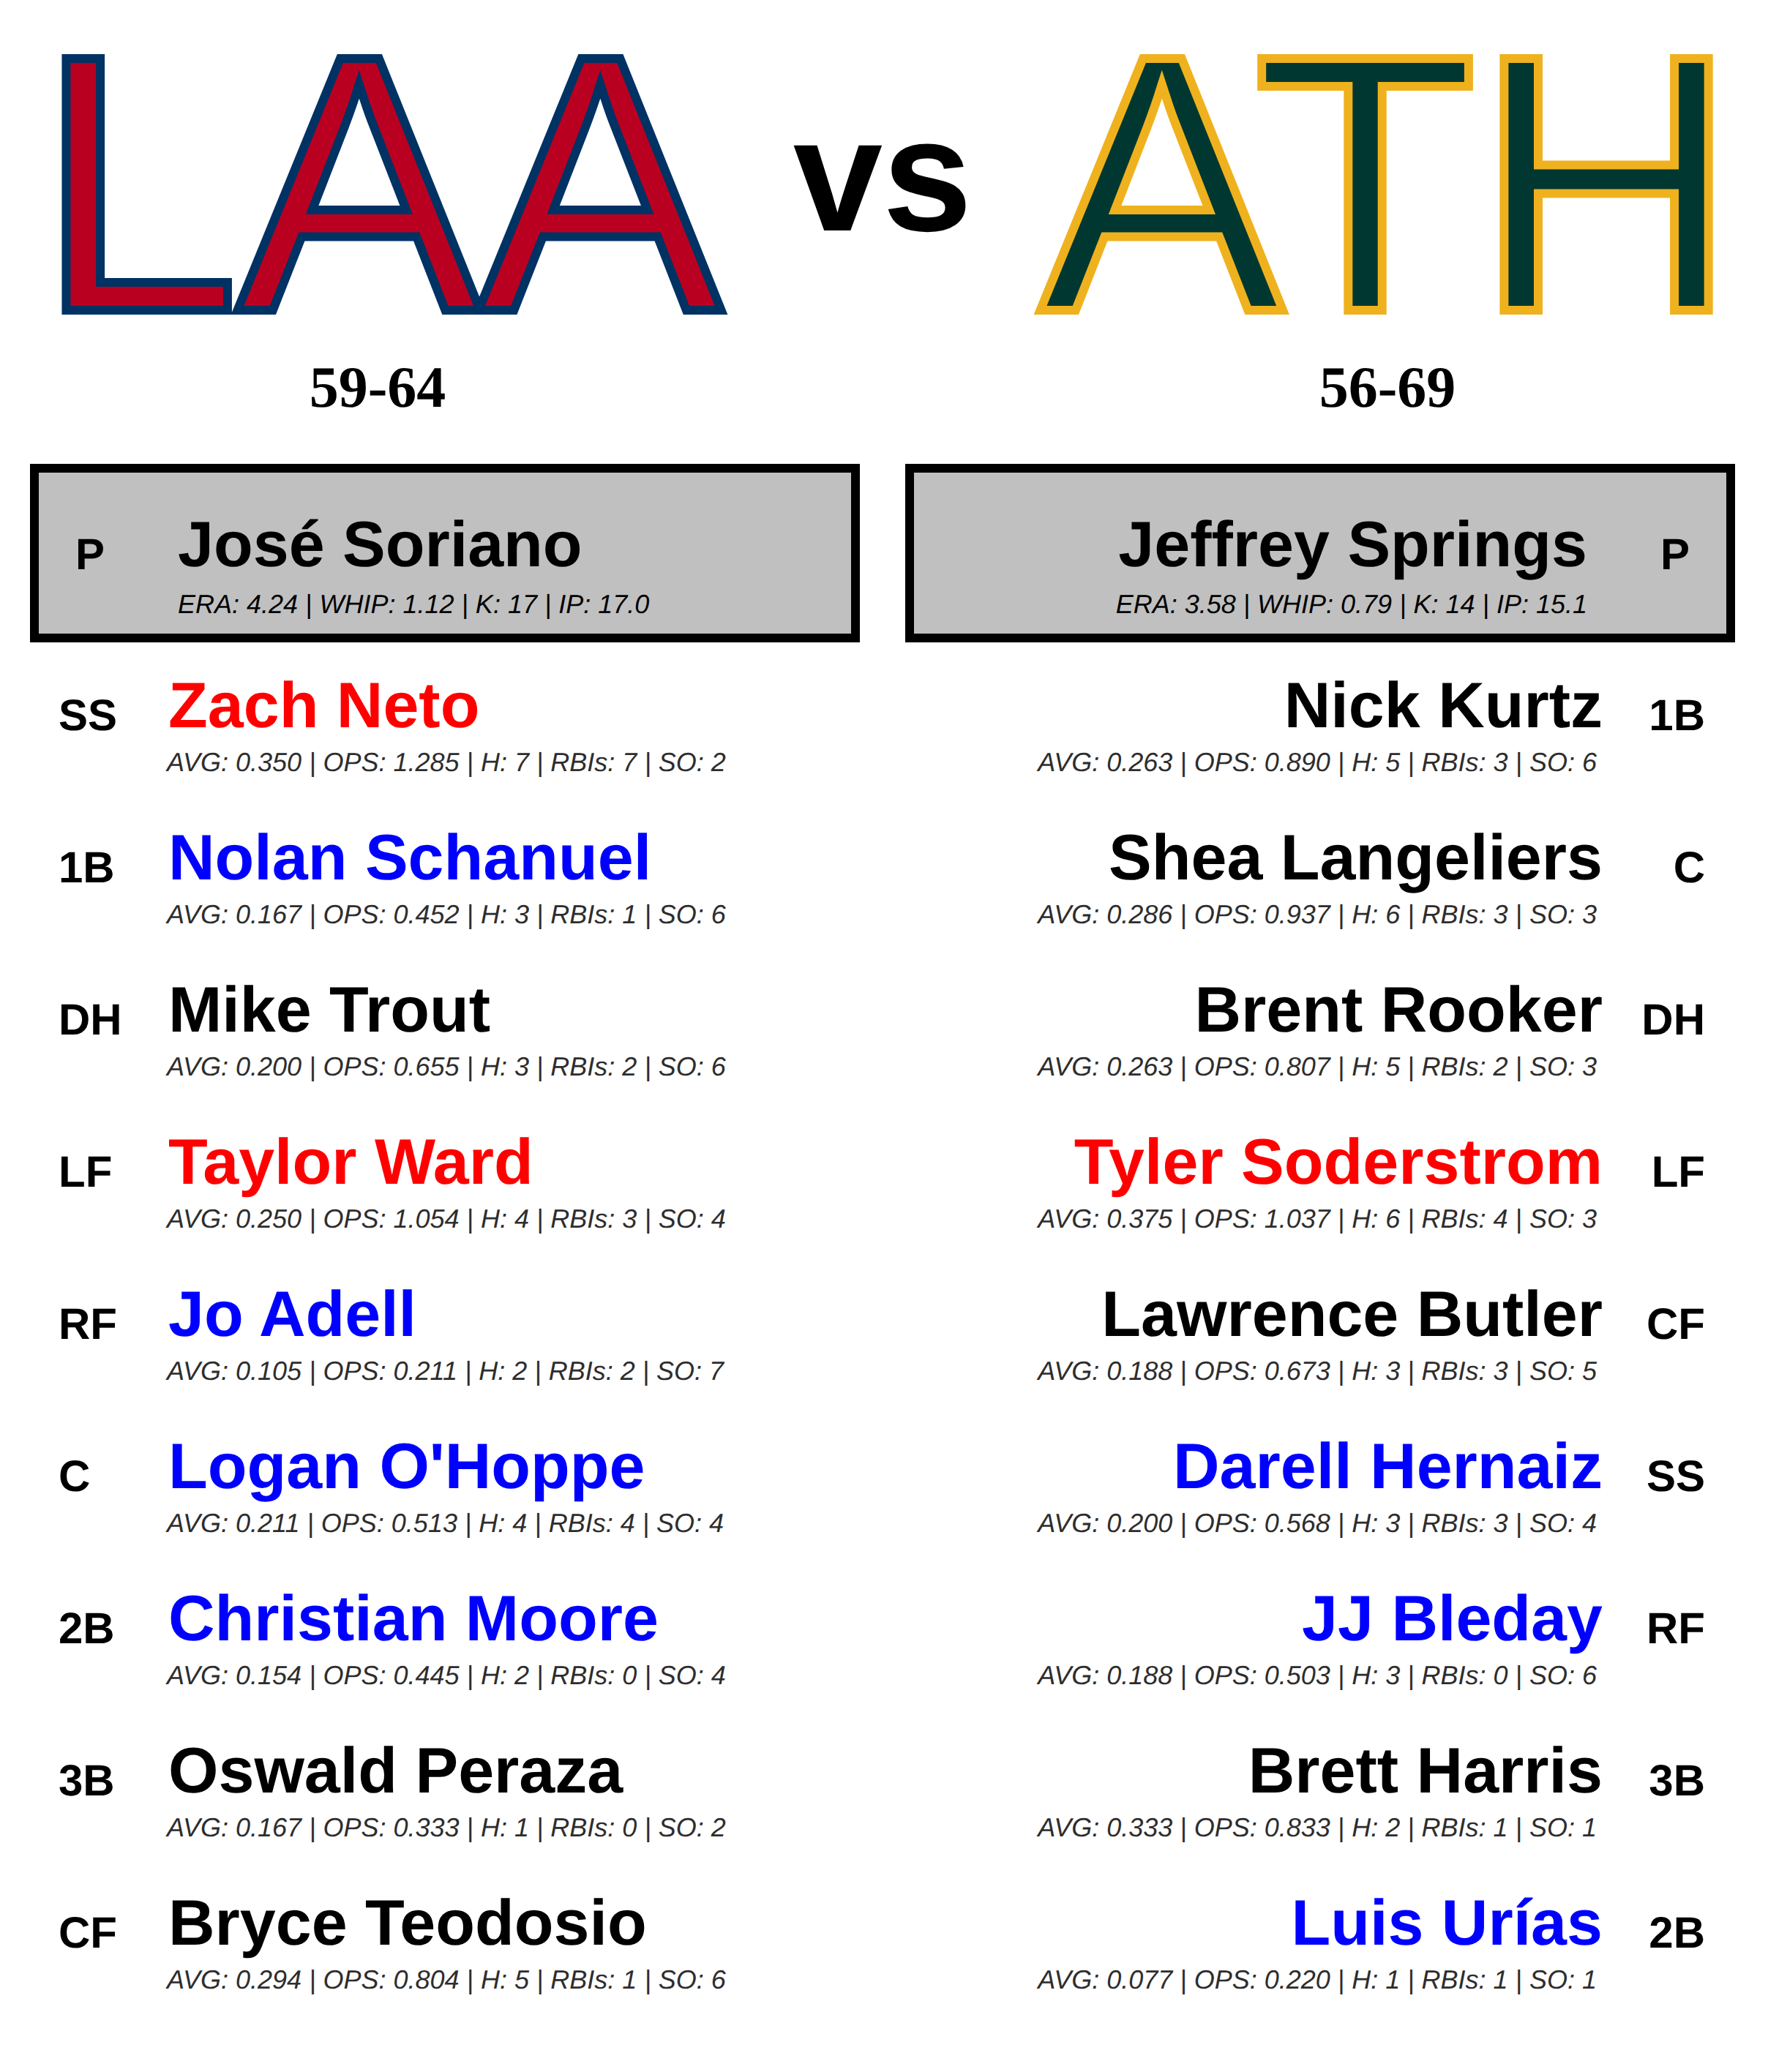 LAA vs ATH
59-64 56-69
P José Soriano Jeffrey Springs P
ERA: 4.24 | WHIP: 1.12 | K: 17 | IP: 17.0 ERA: 3.58 | WHIP: 0.79 | K: 14 | IP: 15.1
SS Zach Neto Nick Kurtz 1B
AVG: 0.350 | OPS: 1.285 | H: 7 | RBIs: 7 | SO: 2 AVG: 0.263 | OPS: 0.890 | H: 5 | RBIs: 3 | SO: 6
1B Nolan Schanuel Shea Langeliers C
AVG: 0.167 | OPS: 0.452 | H: 3 | RBIs: 1 | SO: 6 AVG: 0.286 | OPS: 0.937 | H: 6 | RBIs: 3 | SO: 3
DH Mike Trout Brent Rooker DH
AVG: 0.200 | OPS: 0.655 | H: 3 | RBIs: 2 | SO: 6 AVG: 0.263 | OPS: 0.807 | H: 5 | RBIs: 2 | SO: 3
LF Taylor Ward Tyler Soderstrom LF
AVG: 0.250 | OPS: 1.054 | H: 4 | RBIs: 3 | SO: 4 AVG: 0.375 | OPS: 1.037 | H: 6 | RBIs: 4 | SO: 3
RF Jo Adell Lawrence Butler CF
AVG: 0.105 | OPS: 0.211 | H: 2 | RBIs: 2 | SO: 7 AVG: 0.188 | OPS: 0.673 | H: 3 | RBIs: 3 | SO: 5
C Logan O'Hoppe Darell Hernaiz SS
AVG: 0.211 | OPS: 0.513 | H: 4 | RBIs: 4 | SO: 4 AVG: 0.200 | OPS: 0.568 | H: 3 | RBIs: 3 | SO: 4
2B Christian Moore JJ Bleday RF
AVG: 0.154 | OPS: 0.445 | H: 2 | RBIs: 0 | SO: 4 AVG: 0.188 | OPS: 0.503 | H: 3 | RBIs: 0 | SO: 6
3B Oswald Peraza Brett Harris 3B
AVG: 0.167 | OPS: 0.333 | H: 1 | RBIs: 0 | SO: 2 AVG: 0.333 | OPS: 0.833 | H: 2 | RBIs: 1 | SO: 1
CF Bryce Teodosio Luis Urías 2B
AVG: 0.294 | OPS: 0.804 | H: 5 | RBIs: 1 | SO: 6 AVG: 0.077 | OPS: 0.220 | H: 1 | RBIs: 1 | SO: 1